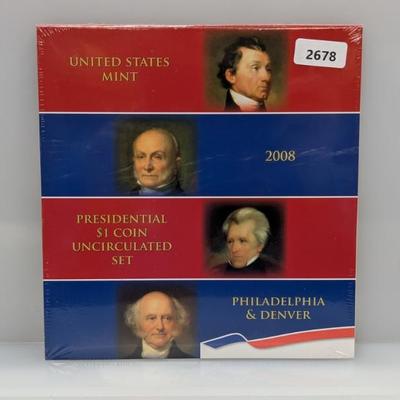 UNITED STATES
MINT
2678
2008
PRESIDENTIAL
$1 COIN
UNCIRCULATED
SET
PHILADELPHIA
& DENVER